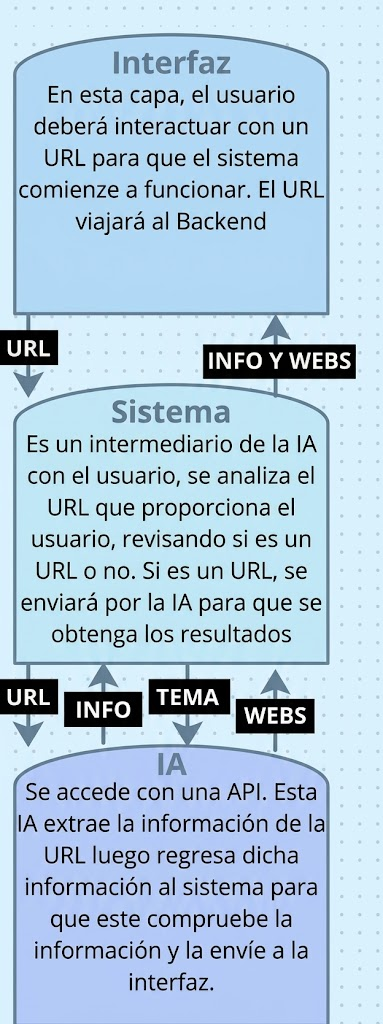 Interfaz
En esta capa, el usuario
deberá interactuar con un
URL para que el sistema
comienze a funcionar. El URL
viajará al Backend
URL
INFO Y WEBS
Sistema
Es un intermediario de la IA
con el usuario, se analiza el
URL que proporciona el
usuario, revisando si es un
URL o no. Si es un URL, se
enviará por la IA para que se
obtenga los resultados
URL
INFO
TEMA
WEBS
IA
Se accede con una API. Esta
IA extrae la información de la
URL luego regresa dicha
información al sistema para
que este compruebe la
información y la envíe a la
interfaz.